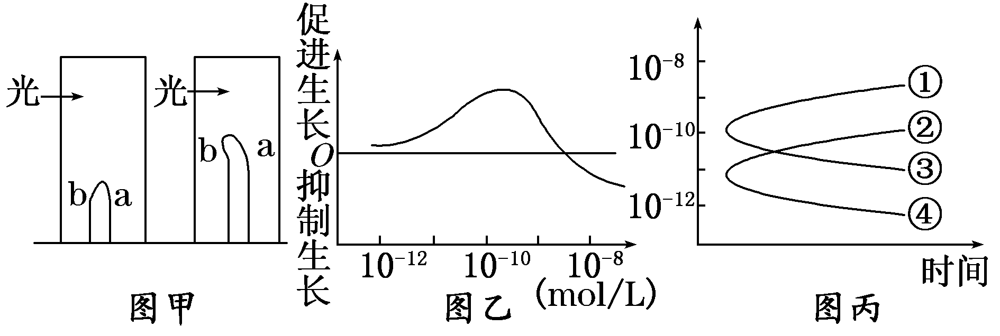 光
b
a
光
b
a
图甲
促进生长
O
抑制生长
10⁻¹²
10⁻¹⁰
10⁻⁸
(mol/L)
图乙
10⁻⁸
10⁻¹⁰
10⁻¹²
①
②
③
④
时间
图丙